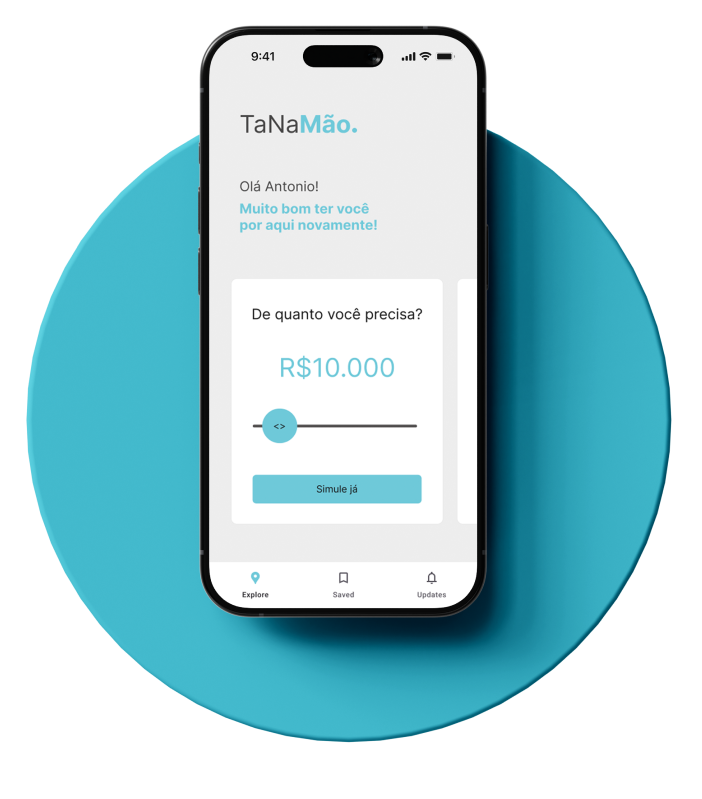 9:41
TaNaMão.
Olá Antonio!
Muito bom ter você
por aqui novamente!
De quanto você precisa?
R$10.000
<>
Simule já
Explore Saved Updates